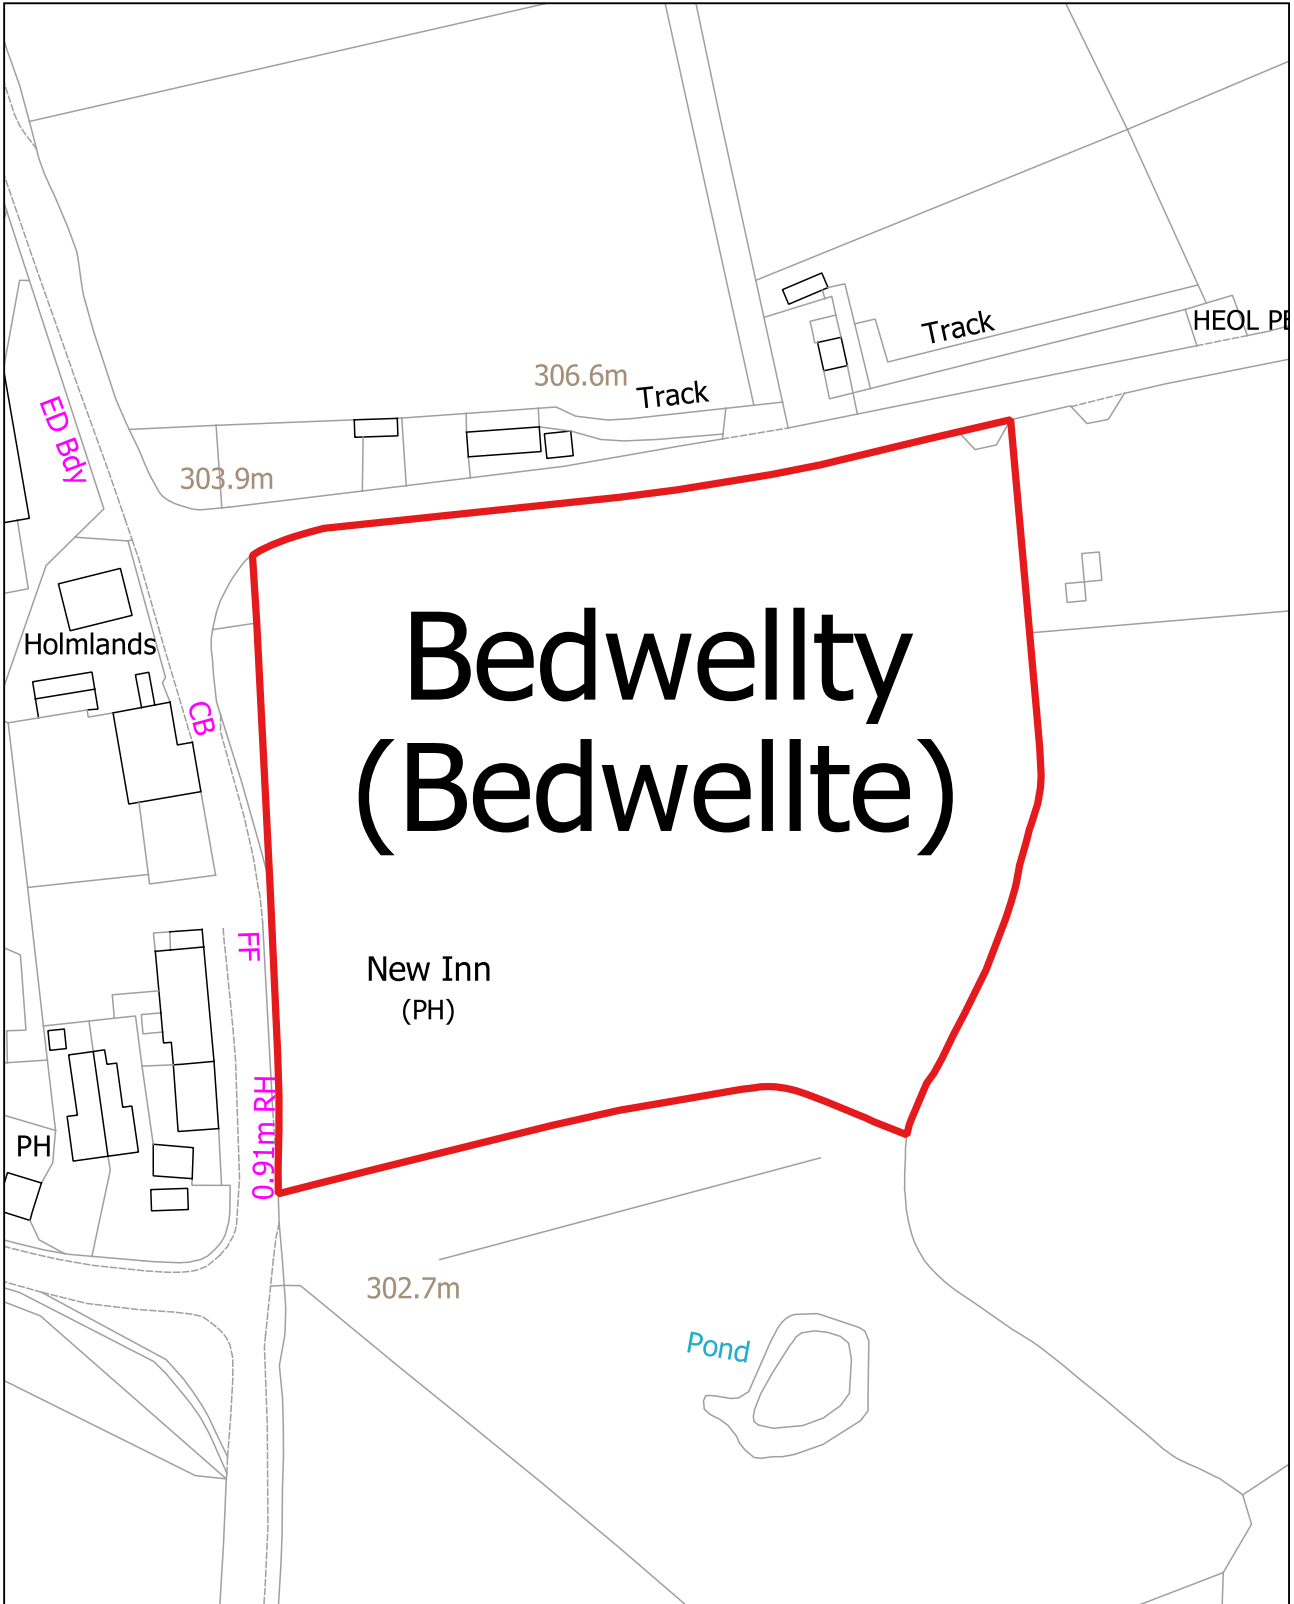 HEOL PE
Track
306.6m
Track
ED Bdy
303.9m
Holmlands
Bedwellty
(Bedwellte)
CB
FF
New Inn
(PH)
0.91m RH
PH
302.7m
Pond